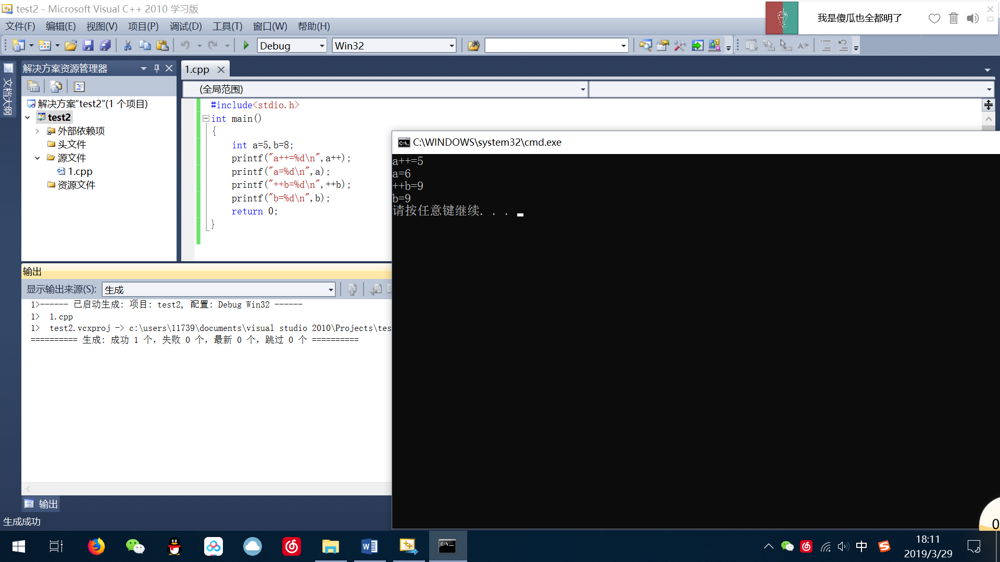 test2 - Microsoft Visual C++ 2010 学习版
我是傻瓜也全都明了
文件(F) 编辑(E) 视图(V) 项目(P) 调试(D) 工具(T) 窗口(W) 帮助(H)
Debug Win32
文档大纲
解决方案资源管理器
解决方案“test2”(1 个项目)
test2
外部依赖项
头文件
源文件
1.cpp
资源文件
1.cpp
(全局范围)
#include<stdio.h>
int main()
{
int a=5,b=8;
printf("a++=%d\n",a++);
printf("a=%d\n",a);
printf("++b=%d\n",++b);
printf("b=%d\n",b);
return 0;
}
C:\WINDOWS\system32\cmd.exe
a++=5
a=6
++b=9
b=9
请按任意键继续. . .
输出
显示输出来源(S): 生成
1>------ 已启动生成: 项目: test2, 配置: Debug Win32 ------
1> 1.cpp
1> test2.vcxproj -> c:\users\11739\documents\visual studio 2010\Projects\tes
========== 生成: 成功 1 个，失败 0 个，最新 0 个，跳过 0 个 ==========
输出
生成成功
0
中
18:11
2019/3/29